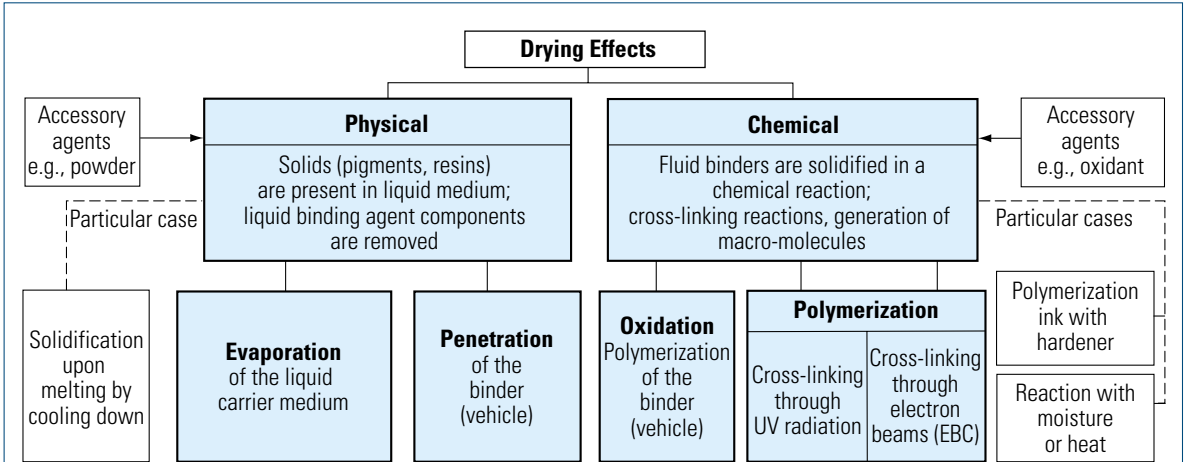 Drying Effects
Accessory
agents
e.g., powder
Physical
Solids (pigments, resins)
are present in liquid medium;
liquid binding agent components
are removed
Chemical
Fluid binders are solidified in a
chemical reaction;
cross-linking reactions, generation of
macro-molecules
Accessory
agents
e.g., oxidant
Particular case
Particular cases
Solidification
upon
melting by
cooling down
Evaporation
of the liquid
carrier medium
Penetration
of the
binder
(vehicle)
Oxidation
Polymerization
of the
binder
(vehicle)
Polymerization
Cross-linking
through
UV radiation
Cross-linking
through
electron
beams (EBC)
Polymerization
ink with
hardener
Reaction with
moisture
or heat